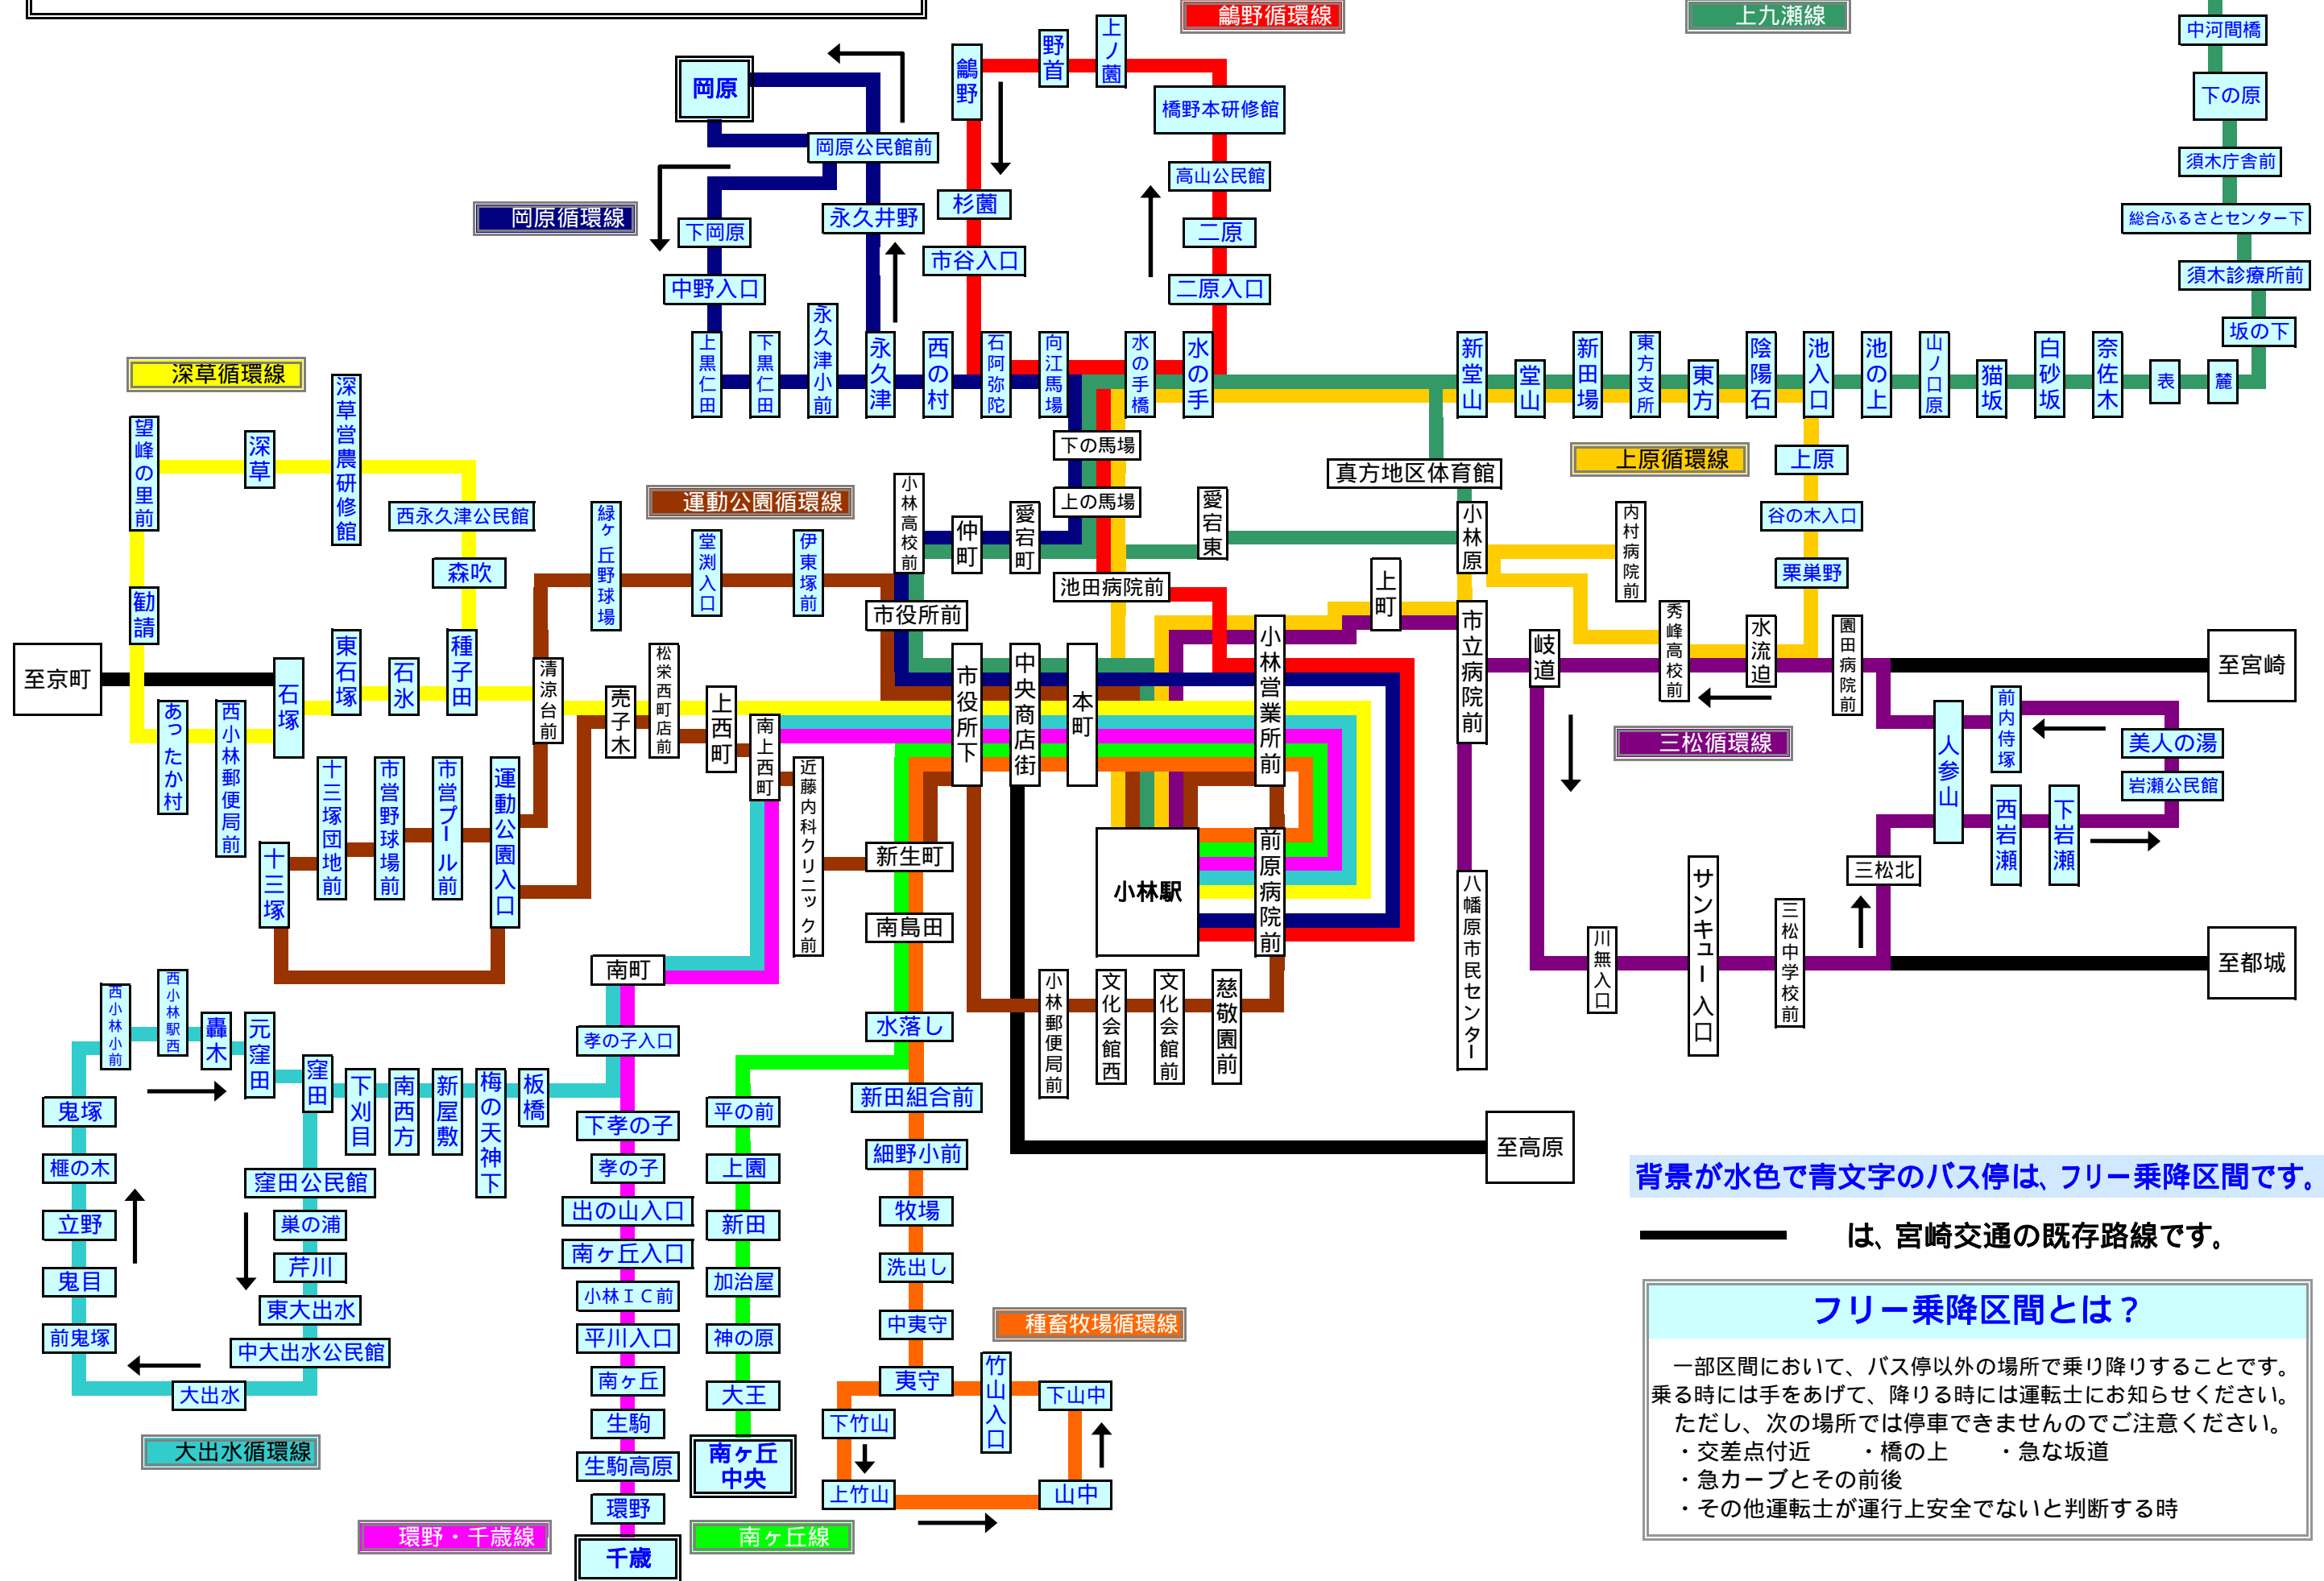 鸙野循環線
上九瀬線
中河間橋
下の原
須木庁舎前
総合ふるさとセンター下
須木診療所前
坂の下
岡原
鸙野
野首
上ノ園
橋野本研修館
高山公民館
二原
二原入口
岡原公民館前
杉園
市谷入口
岡原循環線
下岡原
永久井野
中野入口
上黒仁田
下黒仁田
永久津小前
永久津
西の村
石阿弥陀
向江馬場
水の手橋
水の手
新堂山
堂山
新田場
東方支所
東方
陰陽石
池入口
池の上
山ノ口原
猫坂
白砂坂
奈佐木
表
麓
深草循環線
望峰の里前
深草
深草営農研修館
西永久津公民館
森吹
勧請
運動公園循環線
緑ヶ丘野球場
堂渕入口
伊東塚前
小林高校前
仲町
愛宕町
下の馬場
上の馬場
愛宕東
真方地区体育館
上原循環線
上原
谷の木入口
栗巣野
小林原
内村病院前
池田病院前
市役所前
上町
市立病院前
岐道
秀峰高校前
水流迫
園田病院前
至宮崎
至京町
石塚
東石塚
石氷
種子田
清涼台前
売子木
松栄西町店前
上西町
南上西町
市役所下
中央商店街
本町
小林営業所前
あったか村
西小林郵便局前
十三塚
十三塚団地前
市営野球場前
市営プール前
運動公園入口
近藤内科クリニック前
新生町
南島田
小林駅
前原病院前
三松循環線
人参山
前内侍塚
美人の湯
岩瀬公民館
西岩瀬
下岩瀬
三松北
八幡原市民センター
川無入口
サンキュー入口
三松中学校前
至都城
南町
小林郵便局前
文化会館西
文化会館前
慈敬園前
西小林小前
西小林駅西
轟木
元窪田
窪田
下刈目
南西方
新屋敷
梅の天神下
板橋
孝の子入口
水落し
鬼塚
榧の木
立野
鬼目
前鬼塚
窪田公民館
巣の浦
芹川
東大出水
中大出水公民館
大出水
大出水循環線
下孝の子
孝の子
出の山入口
南ヶ丘入口
小林ＩＣ前
平川入口
南ヶ丘
生駒
生駒高原
環野
千歳
環野・千歳線
平の前
上園
新田
加治屋
神の原
大王
南ヶ丘
中央
南ヶ丘線
新田組合前
細野小前
牧場
洗出し
中夷守
夷守
種畜牧場循環線
竹山入口
下山中
下竹山
上竹山
山中
至高原
背景が水色で青文字のバス停は、フリー乗降区間です。
は、宮崎交通の既存路線です。
フリー乗降区間とは？
一部区間において、バス停以外の場所で乗り降りすることです。
乗る時には手をあげて、降りる時には運転士にお知らせください。
ただし、次の場所では停車できませんのでご注意ください。
・交差点付近　・橋の上　・急な坂道
・急カーブとその前後
・その他運転士が運行上安全でないと判断する時